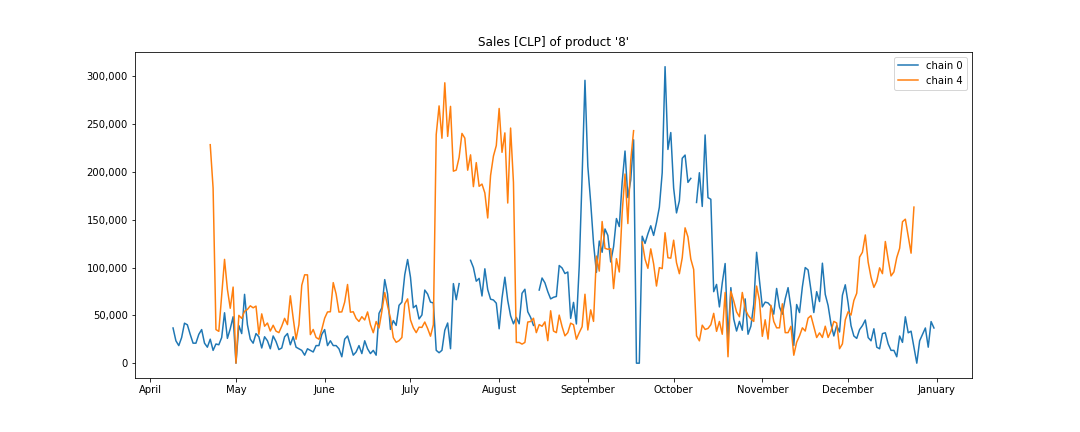 Sales [CLP] of product '8'
chain 0
chain 4
300,000
250,000
200,000
150,000
100,000
50,000
0
April May June July August September October November December January